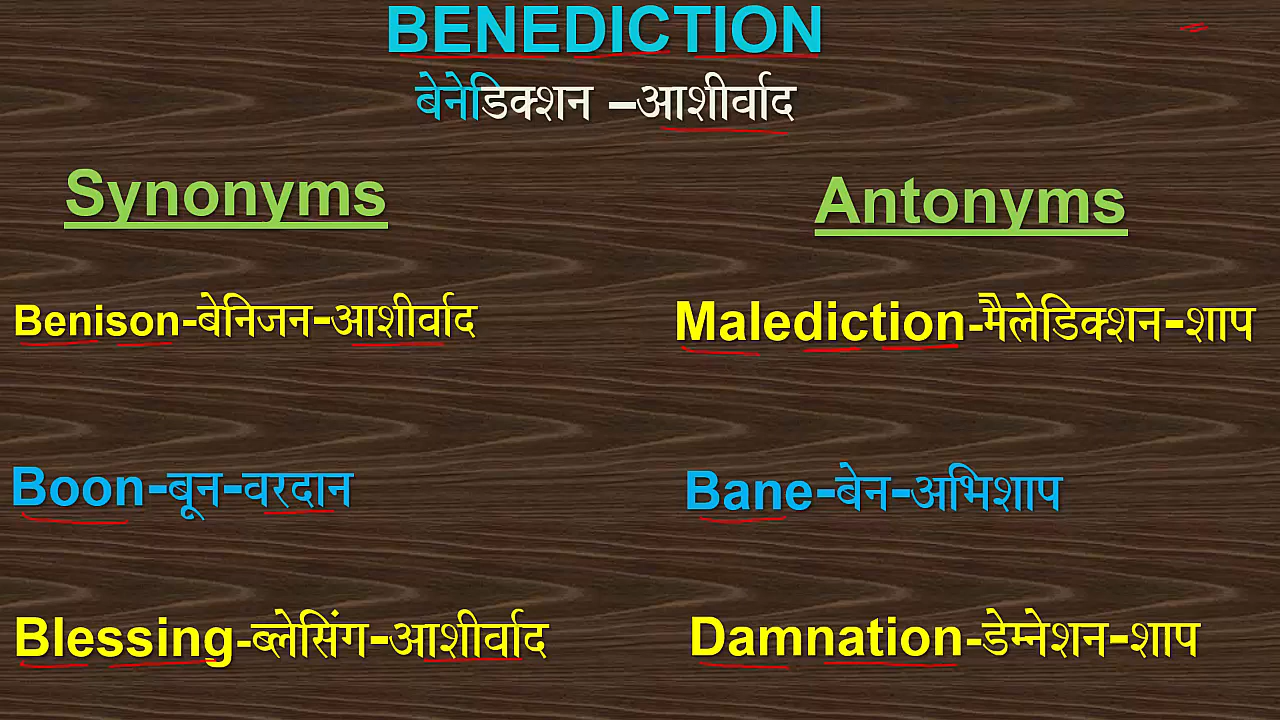 BENEDICTION
बेनेडिक्शन –आशीर्वाद
Synonyms
Antonyms
Benison-बेनिजन-आशीर्वाद
Malediction-मैलेडिक्शन-शाप
Boon-बून-वरदान
Bane-बेन-अभिशाप
Blessing-ब्लेसिंग-आशीर्वाद
Damnation-डेम्नेशन-शाप